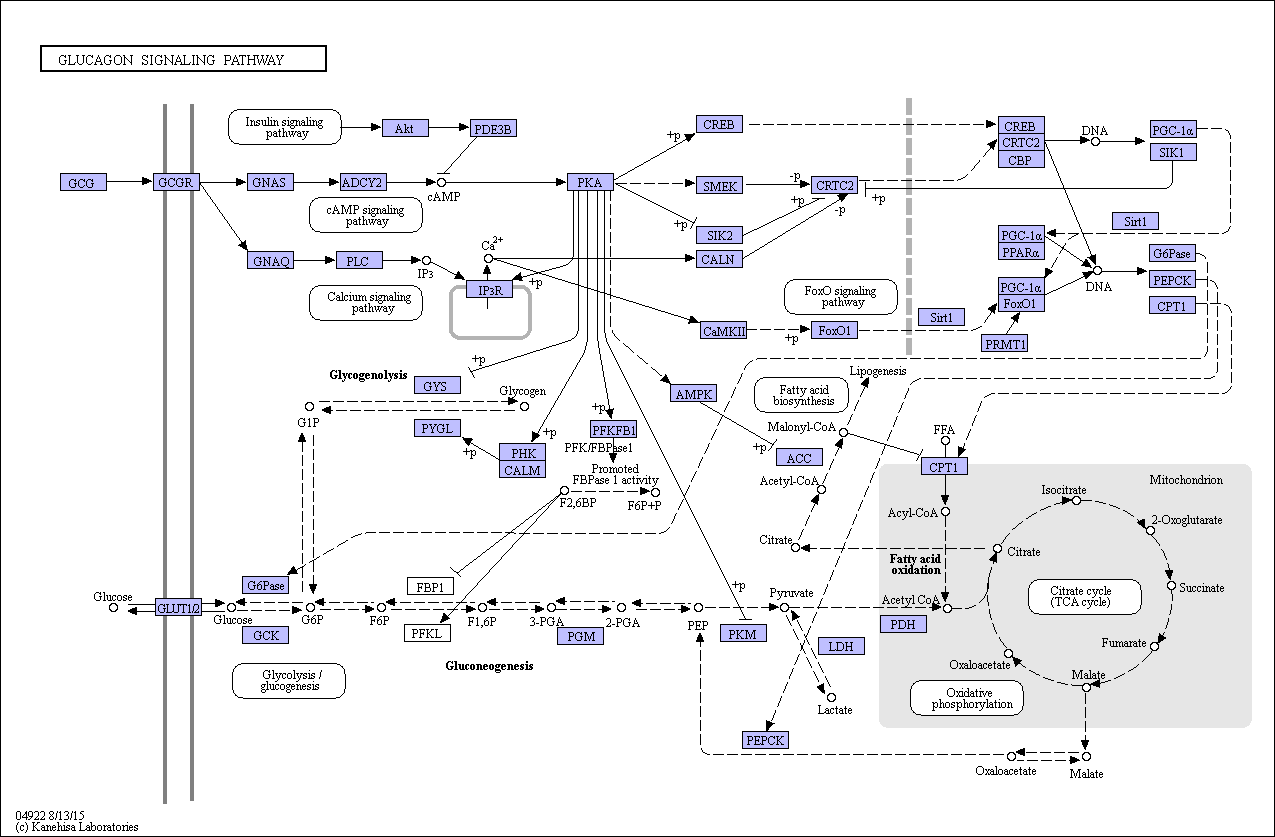 GLUCAGON SIGNALING PATHWAY
Insulin signaling
pathway
Akt
PDE3B
+p
CREB
CREB
CRTC2
CBP
DNA
PGC-1α
SIK1
GCG
GCGR
GNAS
ADCY2
cAMP
PKA
SMEK
-p
CRTC2
+p
+p
-p
cAMP signaling
pathway
+p
SIK2
CALN
Sirt1
PGC-1α
PPARα
G6Pase
PEPCK
CPT1
DNA
GNAQ
PLC
IP3
Ca2+
IP3R
+p
Calcium signaling
pathway
FoxO signaling
pathway
PGC-1α
FoxO1
Sirt1
PRMT1
CaMKII
+p
FoxO1
+p
Glycogenolysis
GYS
Glycogen
G1P
PYGL
+p
PHK
CALM
+p
+p
PFKFB1
PFK/FBPase1
Promoted
FBPase 1 activity
F2,6BP
F6P+P
AMPK
+p
ACC
Fatty acid
biosynthesis
Lipogenesis
Malonyl-CoA
Acetyl-CoA
Citrate
FFA
CPT1
Acyl-CoA
Fatty acid
oxidation
Mitochondrion
Isocitrate
2-Oxoglutarate
Citrate
Succinate
Citrate cycle
(TCA cycle)
Fumarate
Malate
Oxaloacetate
Oxidative
phosphorylation
G6Pase
FBP1
+p
Glucose
GLUT1/2
Glucose
G6P
F6P
F1,6P
3-PGA
2-PGA
PEP
Pyruvate
Acetyl CoA
GCK
PFKL
PGM
PKM
LDH
PDH
Gluconeogenesis
Glycolysis /
glucogenesis
Lactate
PEPCK
Oxaloacetate
Malate
04922 8/13/15
(c) Kanehisa Laboratories